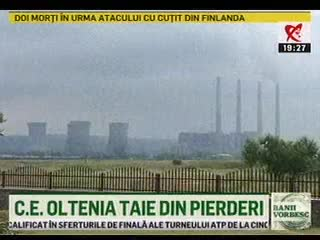 DOI MORȚI ÎN URMA ATACULUI CU CUȚIT DIN FINLANDA
19:27
C.E. OLTENIA TAIE DIN PIERDERI
BANII
VORBESC
CALIFICAT ÎN SFERTURILE DE FINALĂ ALE TURNEULUI ATP DE LA CINC